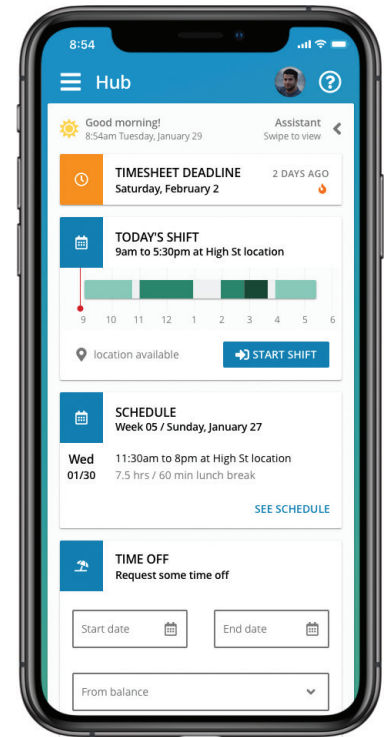 8:54
Hub
Good morning!
8:54am Tuesday, January 29
Assistant
Swipe to view
TIMESHEET DEADLINE
2 DAYS AGO
Saturday, February 2
TODAY'S SHIFT
9am to 5:30pm at High St location
9 10 11 12 1 2 3 4 5 6
location available
START SHIFT
SCHEDULE
Week 05 / Sunday, January 27
Wed
01/30
11:30am to 8pm at High St location
7.5 hrs / 60 min lunch break
SEE SCHEDULE
TIME OFF
Request some time off
Start date
End date
From balance